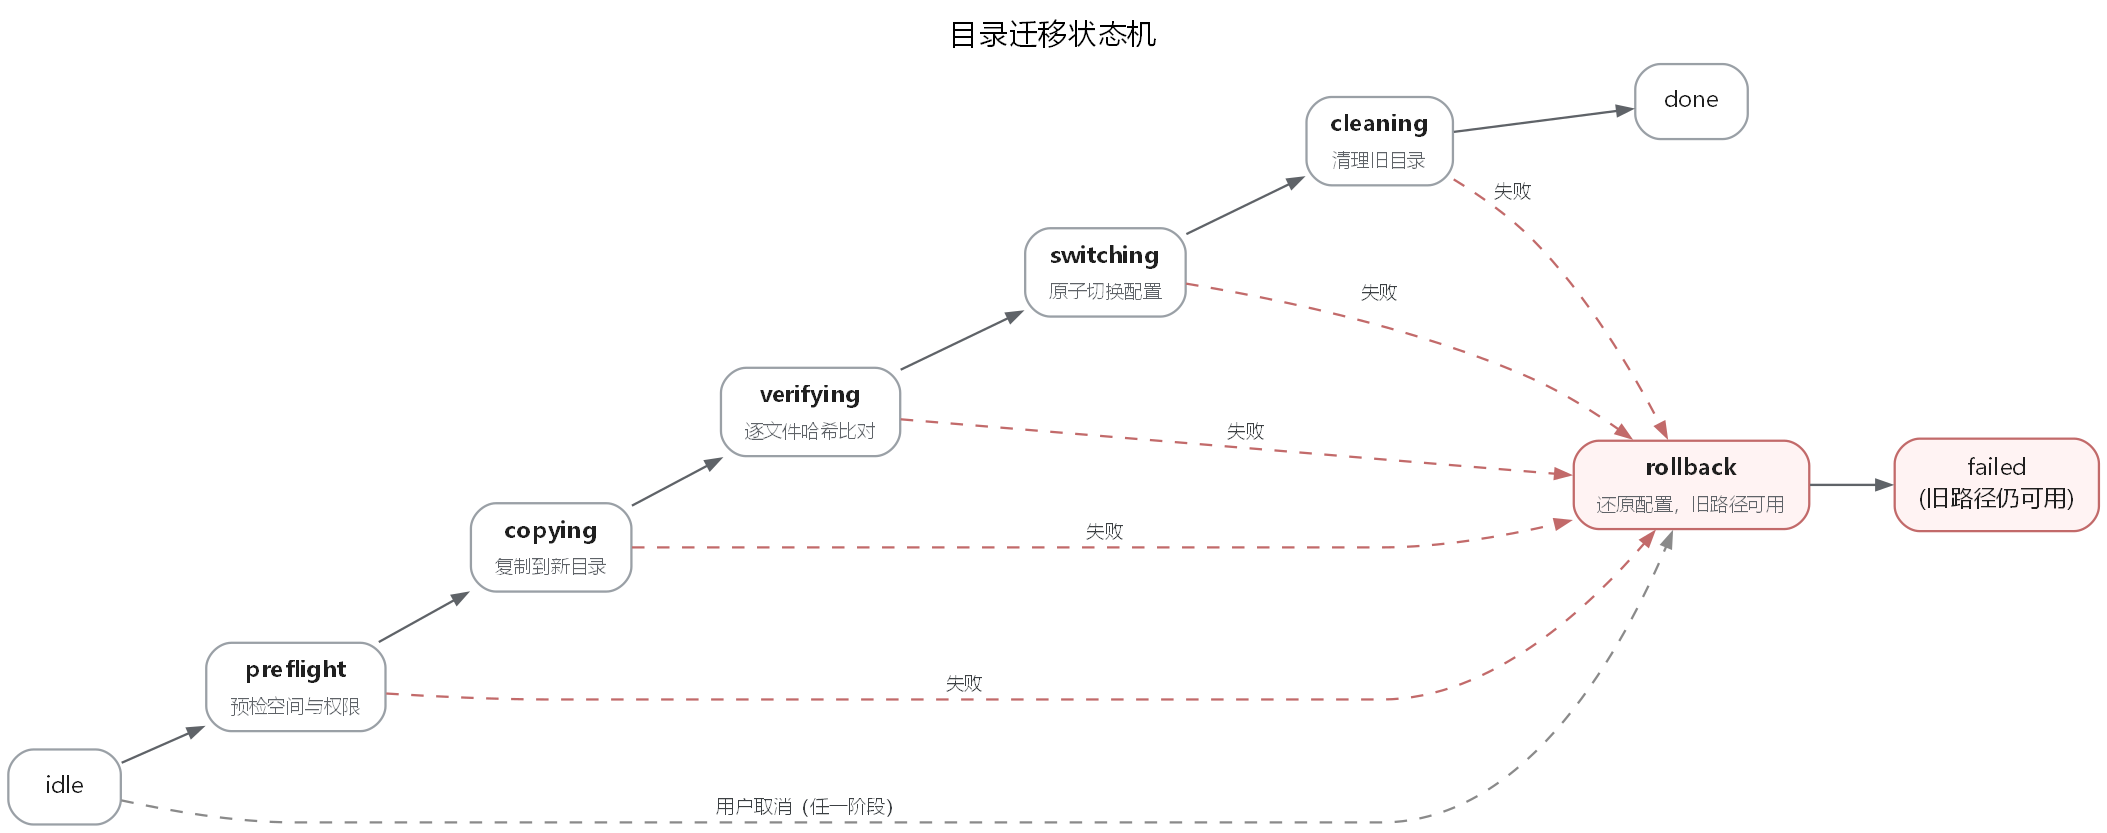 目录迁移状态机
done
cleaning
清理旧目录
失败
switching
原子切换配置
失败
verifying
逐文件哈希比对
失败
rollback
还原配置，旧路径可用
failed
(旧路径仍可用)
copying
复制到新目录
失败
preflight
预检空间与权限
失败
idle
用户取消（任一阶段）